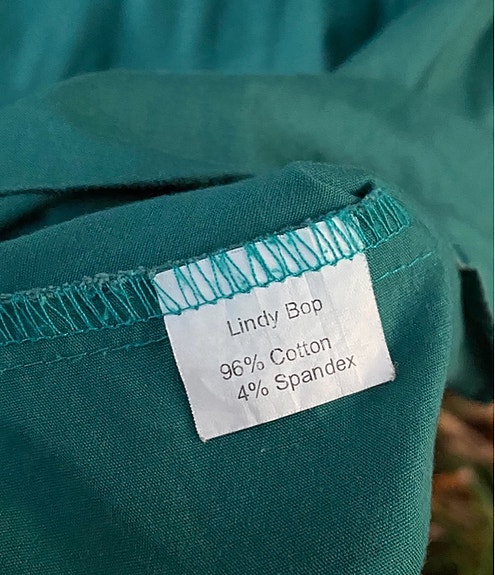 Lindy Bop
96% Cotton
4% Spandex